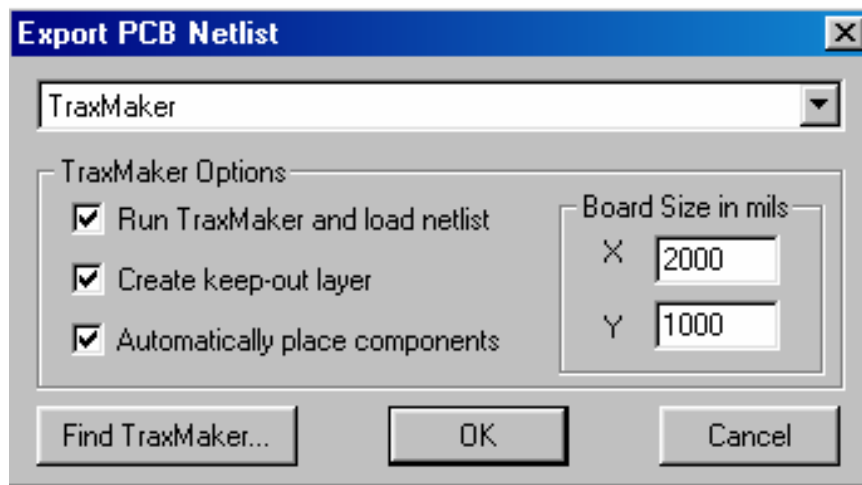 Export PCB Netlist
TraxMaker
TraxMaker Options
Run TraxMaker and load netlist
Create keep-out layer
Automatically place components
Board Size in mils
X 2000
Y 1000
Find TraxMaker... OK Cancel